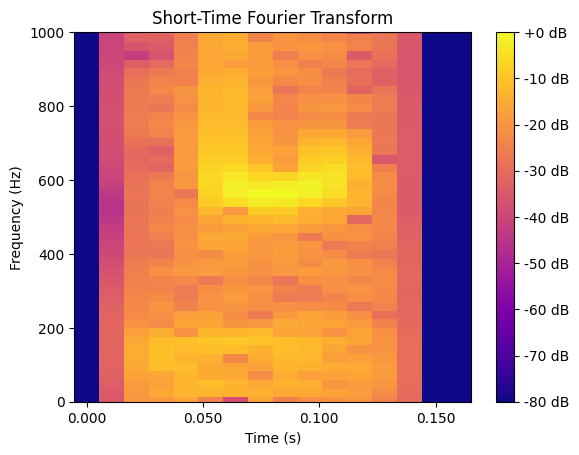 Short-Time Fourier Transform
1000
800
600
400
200
0
Frequency (Hz)
0.000
0.050
0.100
0.150
Time (s)
+0 dB
-10 dB
-20 dB
-30 dB
-40 dB
-50 dB
-60 dB
-70 dB
-80 dB